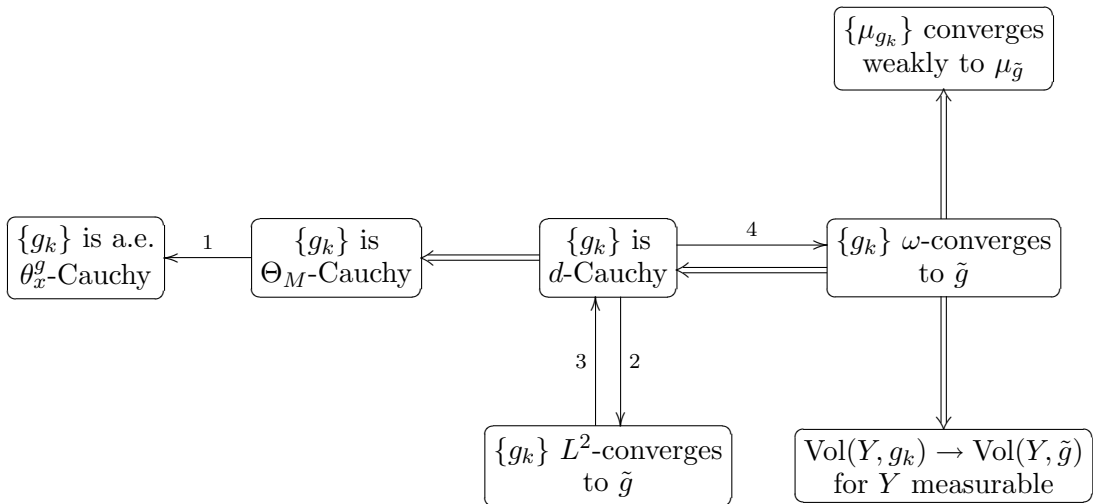 {μ_{g_k}} converges
weakly to μ_{g̃}
{g_k} is a.e.
θ^g_x-Cauchy
1
{g_k} is
Θ_M-Cauchy
{g_k} is
d-Cauchy
4
{g_k} ω-converges
to g̃
3
2
{g_k} L²-converges
to g̃
Vol(Y, g_k) → Vol(Y, g̃)
for Y measurable